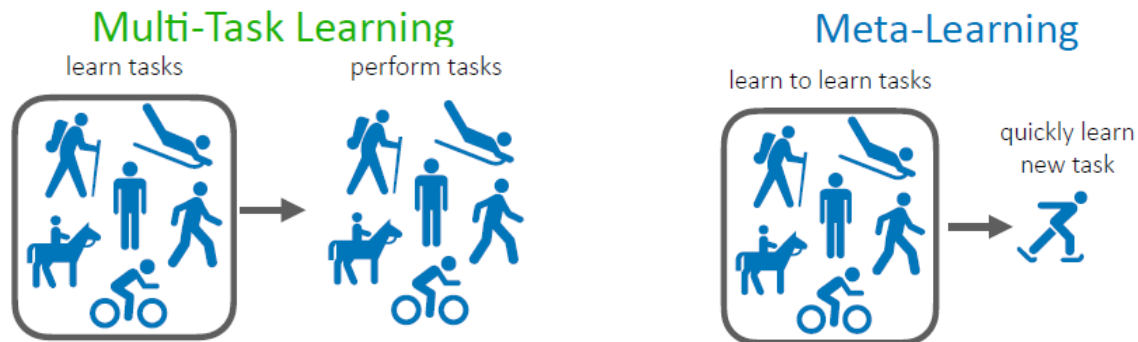 Multi-Task Learning
learn tasks
perform tasks
Meta-Learning
learn to learn tasks
quickly learn
new task